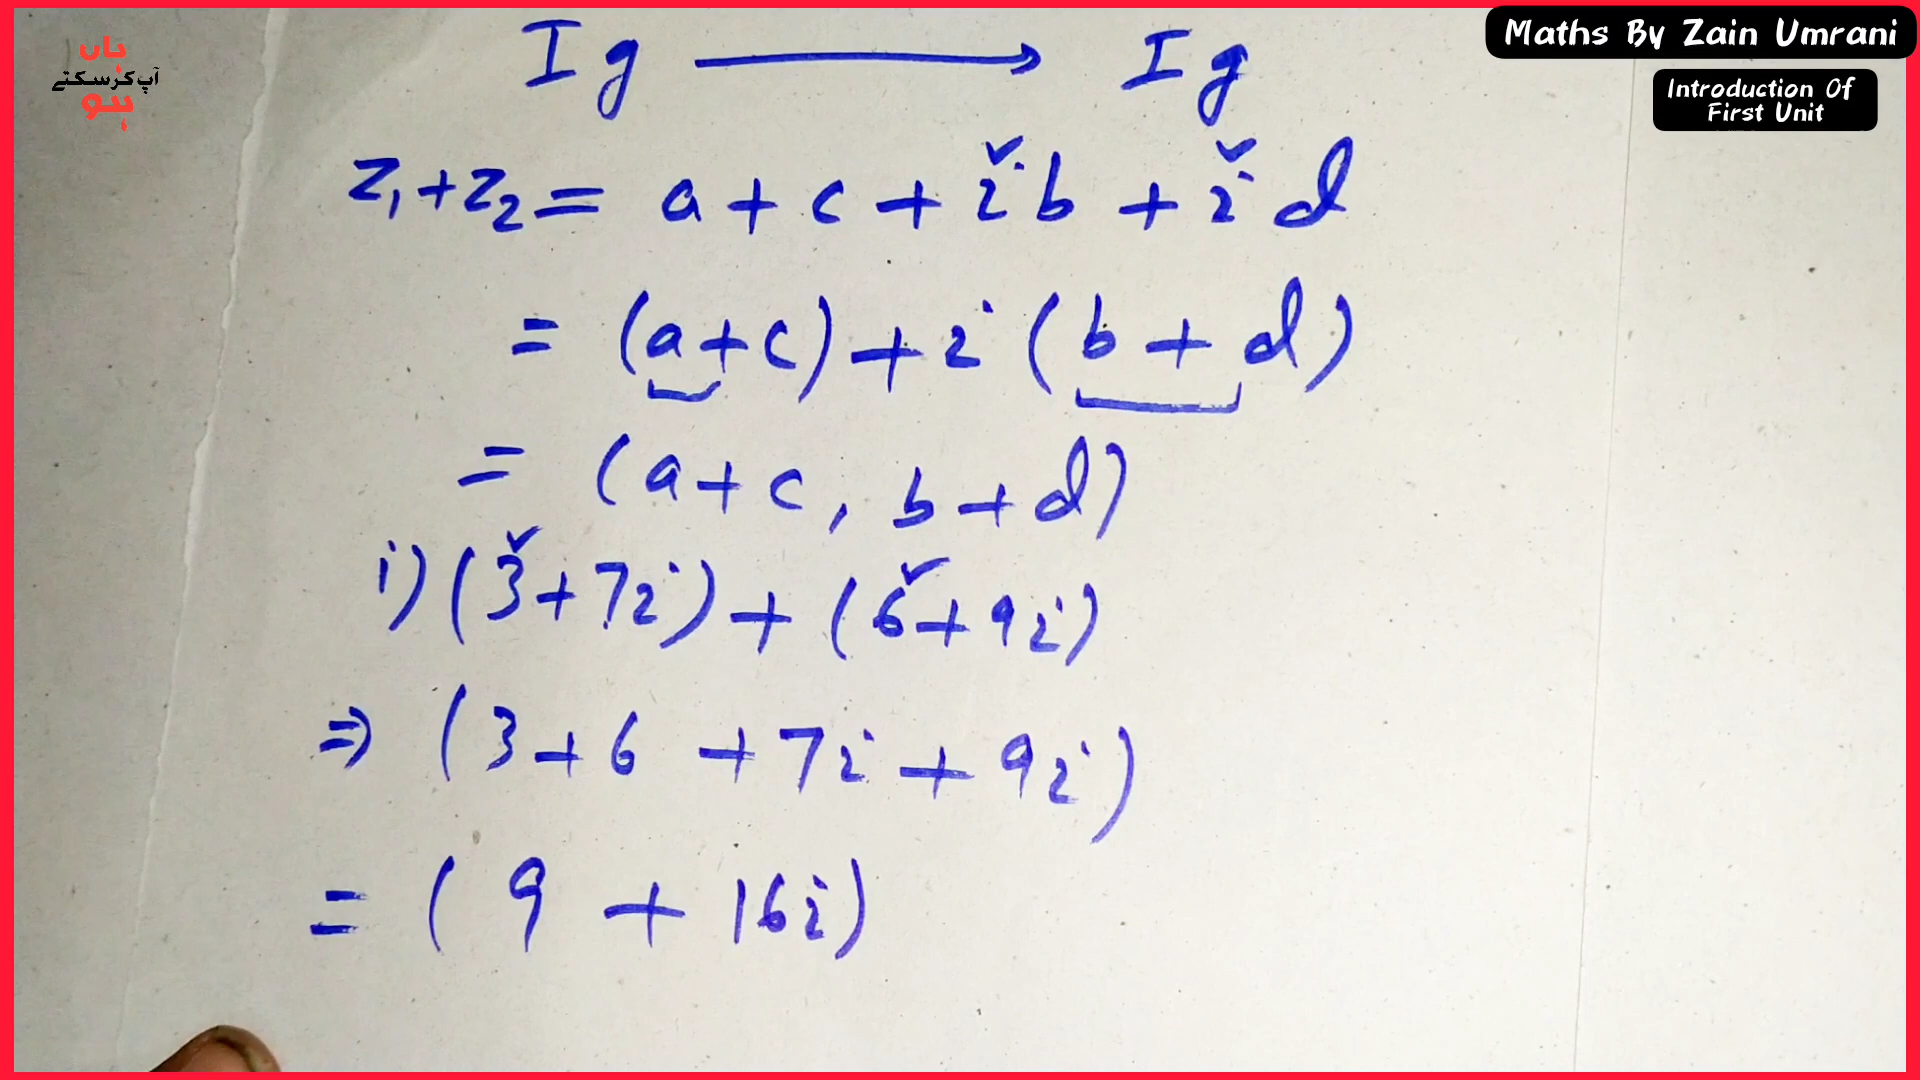 Maths By Zain Umrani
Introduction Of
First Unit
ہاں
آپ کرسکتے
ہو
Ig → Ig
z₁+z₂= a+c+ib+id
= (a+c)+i(b+d)
= (a+c, b+d)
i) (3+7i)+(6+9i)
⇒ (3+6 +7i+9i)
= (9 + 16i)